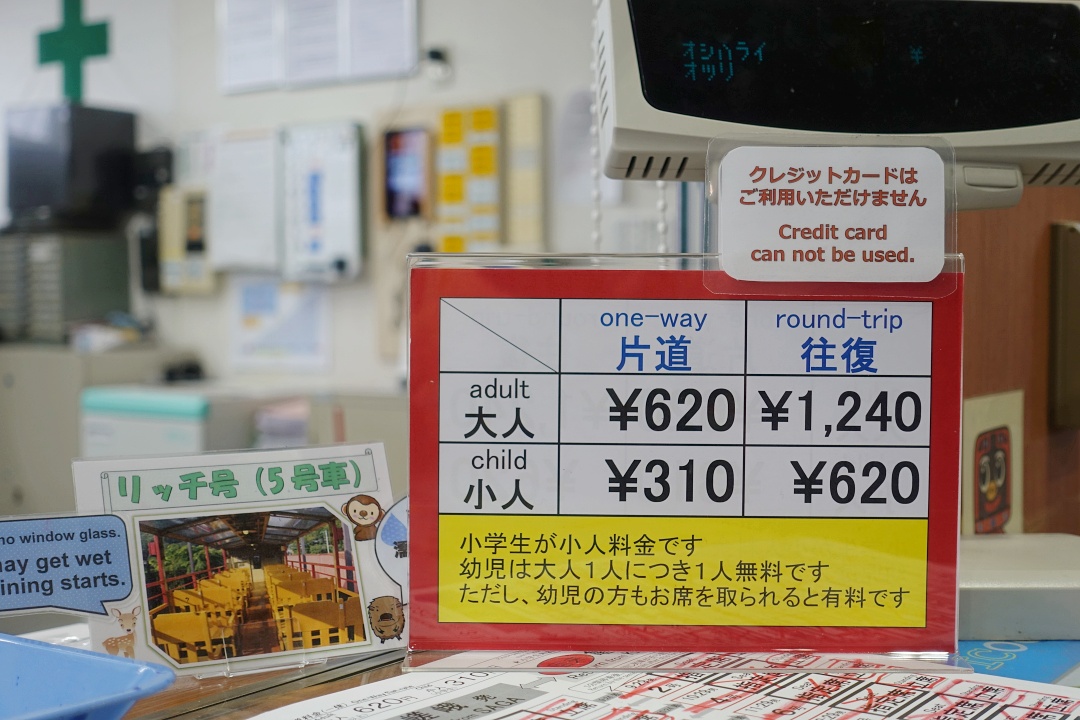 オシハライ ¥
オツリ
クレジットカードは
ご利用いただけません
Credit card
can not be used.
one-way round-trip
片道 往復
adult
大人 ¥620 ¥1,240
child
小人 ¥310 ¥620
小学生が小人料金です
幼児は大人1人につき1人無料です
ただし、幼児の方もお席を取られると有料です
リッチ号(5号車)
no window glass.
may get wet
ining starts.